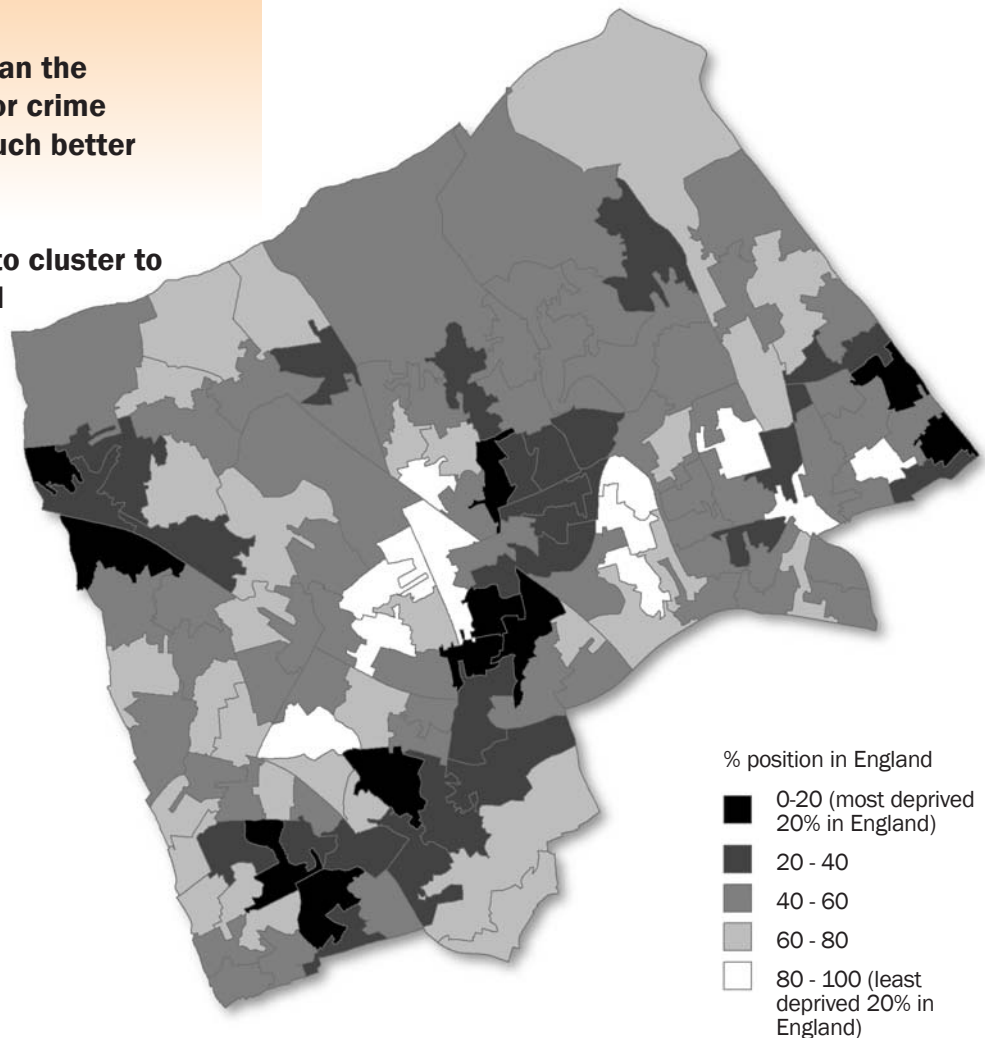 an the
or crime
uch better
to cluster to
% position in England
0-20 (most deprived
20% in England)
20 - 40
40 - 60
60 - 80
80 - 100 (least
deprived 20% in
England)